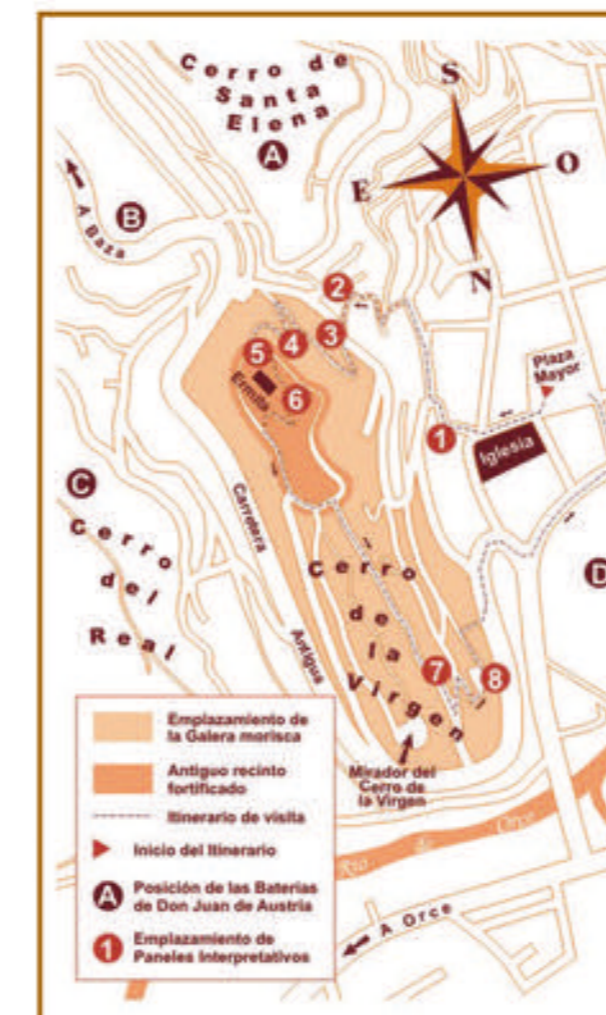 Cerro de
Santa
Elena
A
S
E
O
N
A Baza
B
2
3
4
5
6
Ermita
Plaza
Mayor
1
Iglesia
C
Cerro
del
Real
Carretera
Antigua
D
Cerro
de
la
Virgen
7
8
Mirador del
Cerro de
la Virgen
Río de Orce
A Orce
Emplazamiento de
la Galera morisca
Antiguo recinto
fortificado
Itinerario de visita
Inicio del Itinerario
A
Posición de las Baterias
de Don Juan de Austria
1
Emplazamiento de
Paneles Interpretativos